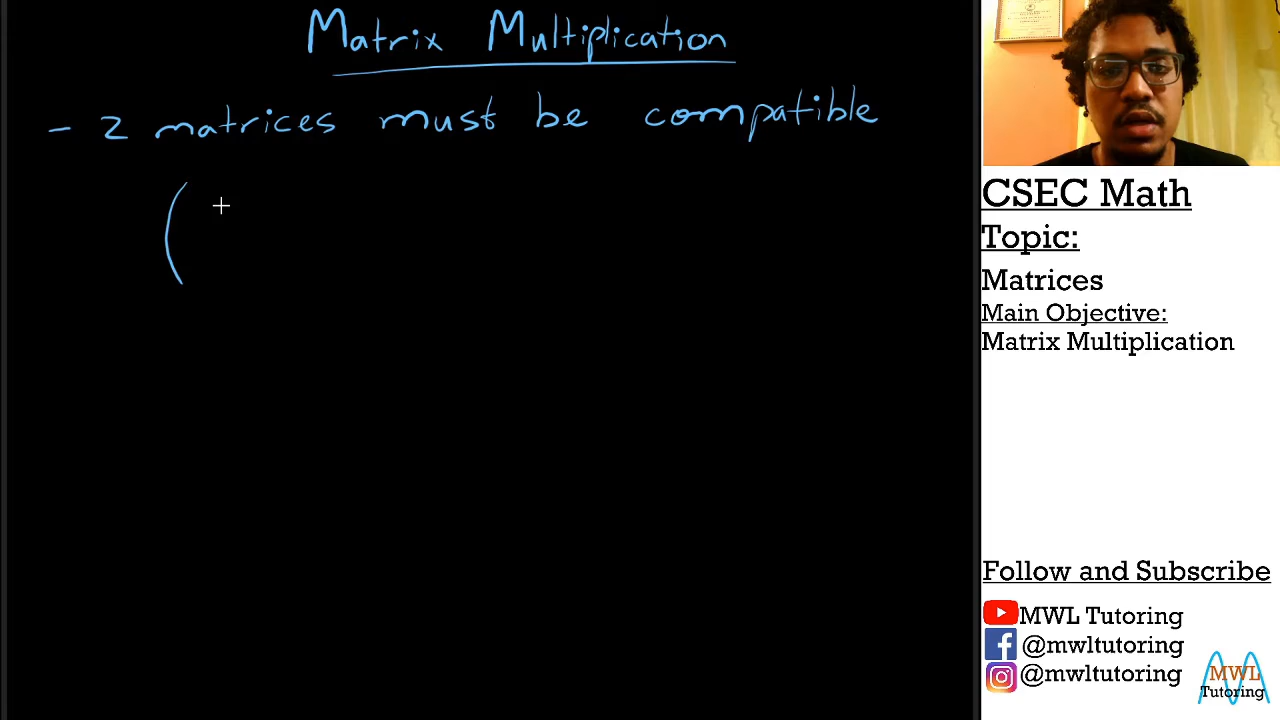 Matrix Multiplication
- 2 matrices must be compatible
(
CSEC Math
Topic:
Matrices
Main Objective:
Matrix Multiplication
Follow and Subscribe
MWL Tutoring
@mwltutoring
@mwltutoring
MWL
Tutoring